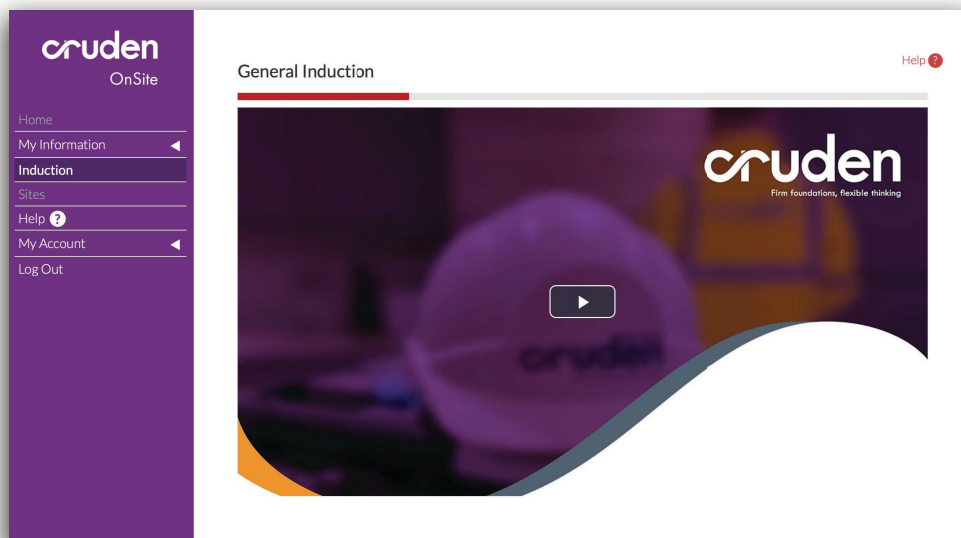 cruden
OnSite
Home
My Information
Induction
Sites
Help ?
My Account
Log Out
Help ?
General Induction
cruden
Firm foundations, flexible thinking
cruden